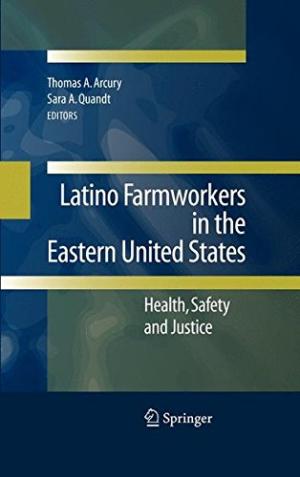 Thomas A. Arcury
Sara A. Quandt
EDITORS
Latino Farmworkers
in the
Eastern United States
Health, Safety
and Justice
Springer